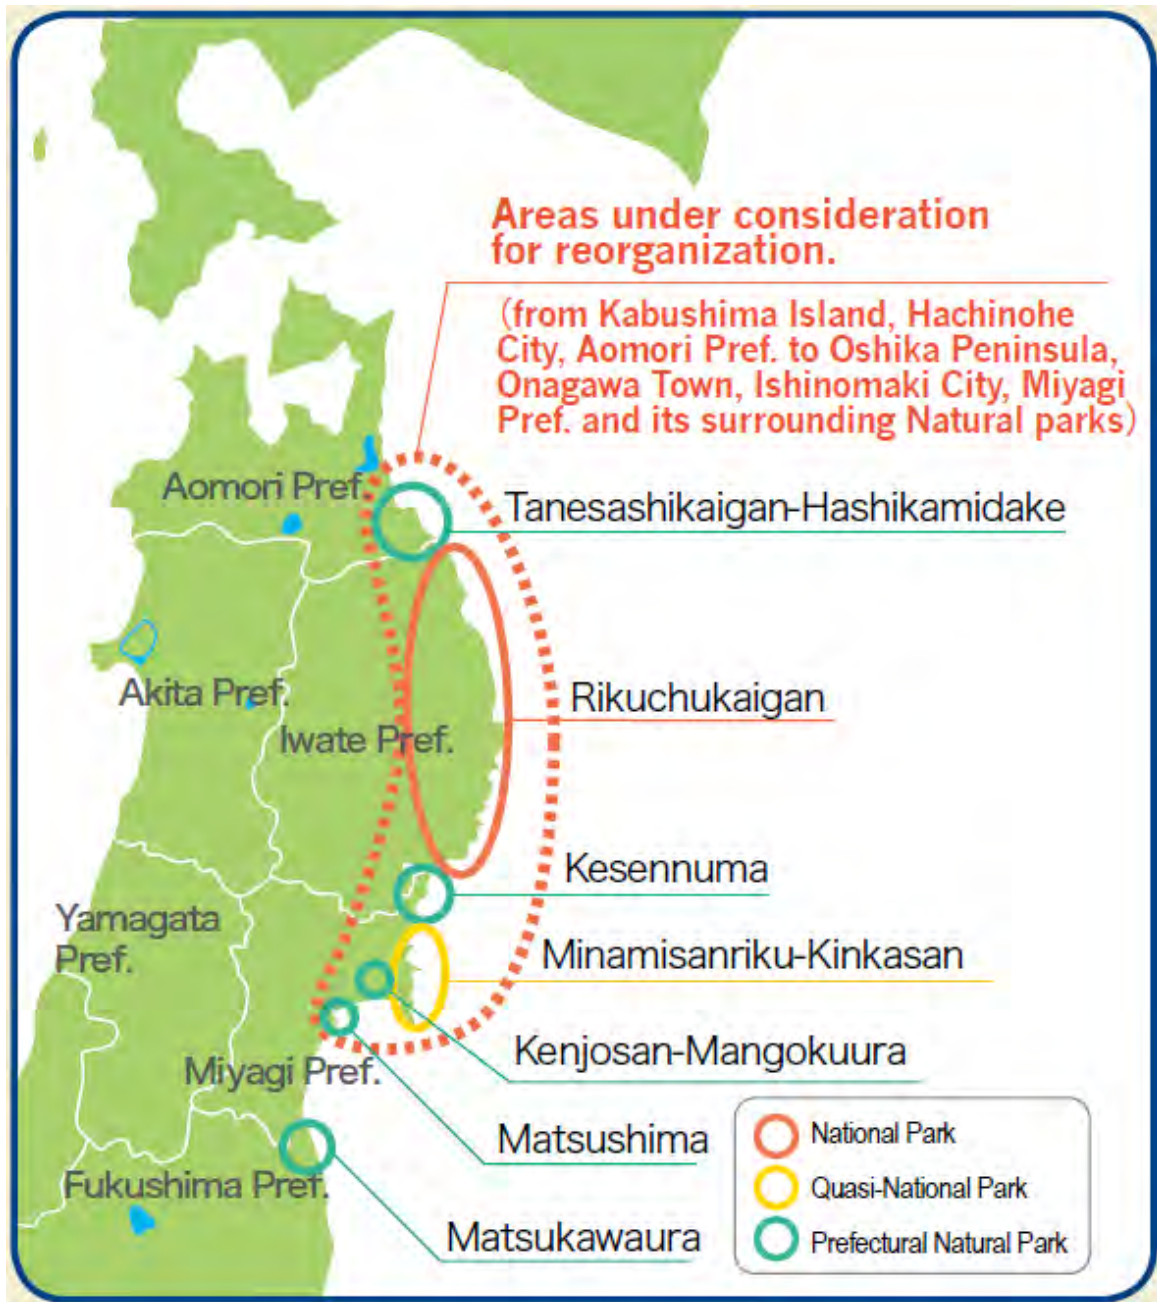 Areas under consideration
for reorganization.
(from Kabushima Island, Hachinohe
City, Aomori Pref. to Oshika Peninsula,
Onagawa Town, Ishinomaki City, Miyagi
Pref. and its surrounding Natural parks)
Aomori Pref.
Tanesashikaigan-Hashikamidake
Akita Pref.
Rikuchukaigan
Iwate Pref.
Kesennuma
Yamagata
Pref.
Minamisanriku-Kinkasan
Kenjosan-Mangokuura
Miyagi Pref.
Matsushima
Fukushima Pref.
Matsukawaura
National Park
Quasi-National Park
Prefectural Natural Park